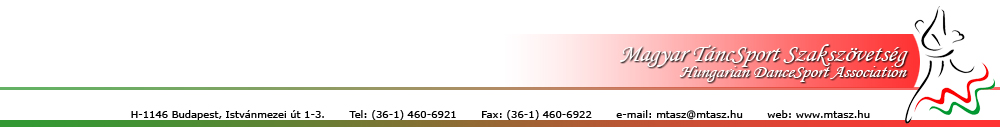 Magyar TáncSport Szakszövetség
Hungarian DanceSport Association
H-1146 Budapest, Istvánmezei út 1-3. Tel: (36-1) 460-6921 Fax: (36-1) 460-6922 e-mail: mtasz@mtasz.hu web: www.mtasz.hu